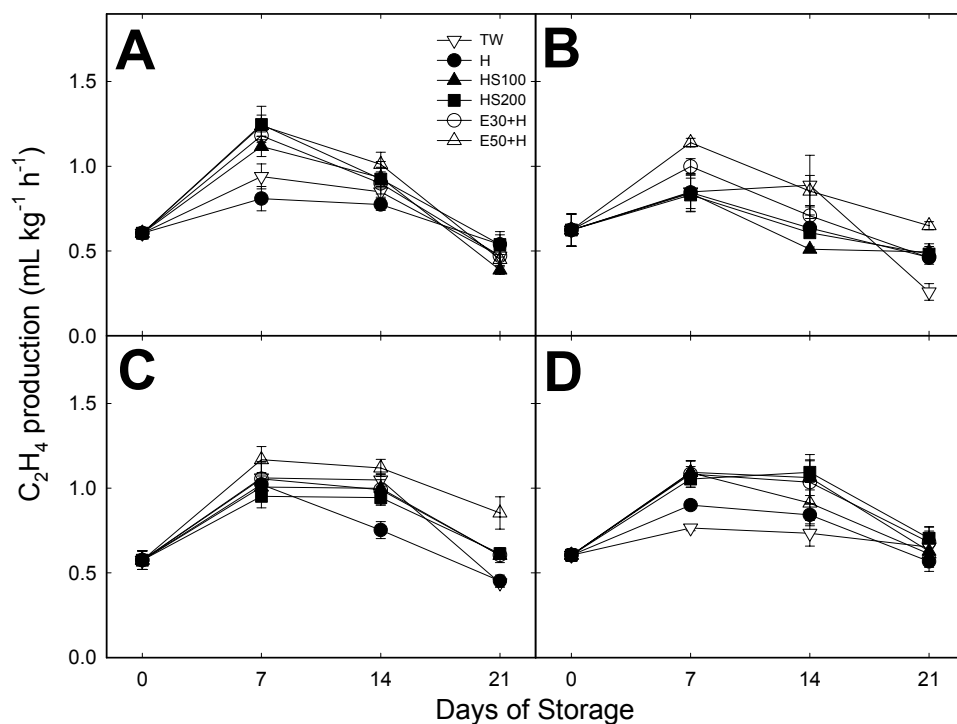 A
B
TW
H
HS100
HS200
E30+H
E50+H
1.5
1.0
0.5
0.0
C
D
1.5
1.0
0.5
0.0
C₂H₄ production (mL kg⁻¹ h⁻¹)
0 7 14 21 0 7 14 21
Days of Storage